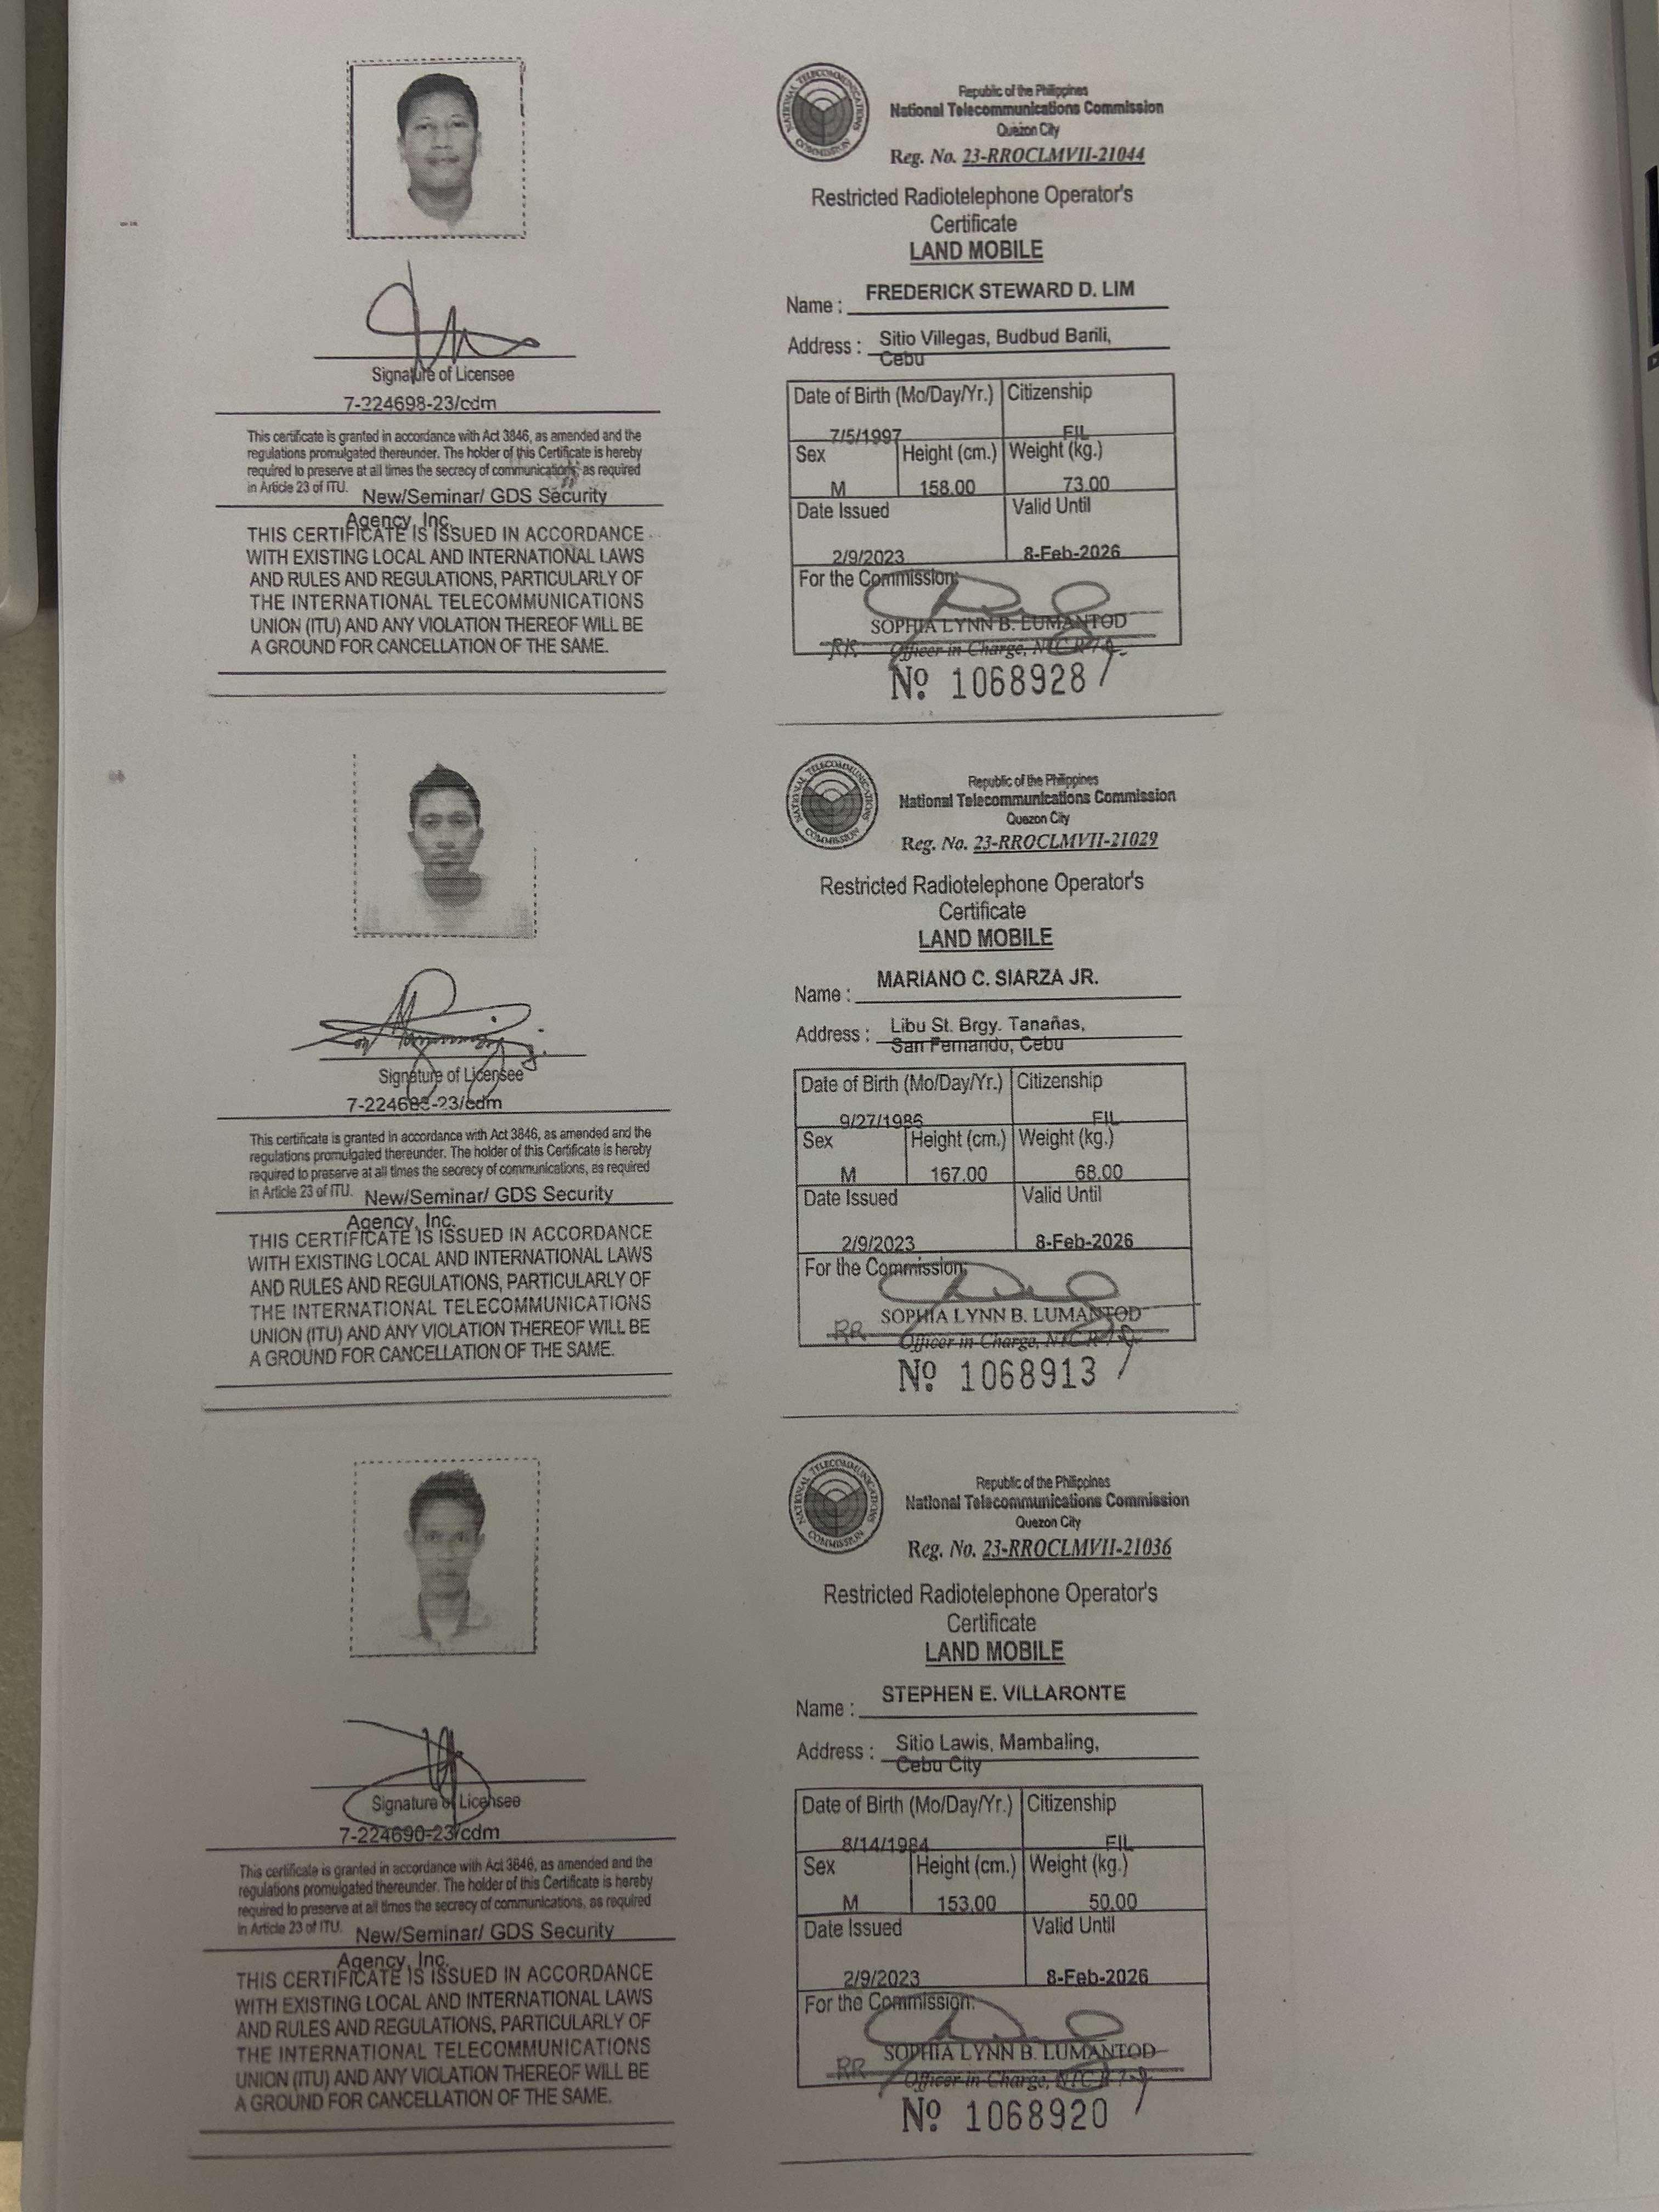 NATIONAL TELECOMMUNICATIONS COMMISSION
Republic of the Philippines
National Telecommunications Commission
Quezon City
Reg. No. 23-RROCLMVII-21044
Restricted Radiotelephone Operator's
Certificate
LAND MOBILE
Name : FREDERICK STEWARD D. LIM
Address : Sitio Villegas, Budbud Barili,
Cebu
Date of Birth (Mo/Day/Yr.) Citizenship
7/5/1997 FIL
Sex Height (cm.) Weight (kg.)
M 158.00 73.00
Date Issued Valid Until
2/9/2023 8-Feb-2026
For the Commission:
SOPHIA LYNN B. LUMANTOD
RR Officer in Charge, NTC R-7
Nº 1068928
Signature of Licensee
7-224698-23/cdm
This certificate is granted in accordance with Act 3846, as amended and the
regulations promulgated thereunder. The holder of this Certificate is hereby
required to preserve at all times the secrecy of communications, as required
in Article 23 of ITU. New/Seminar/ GDS Security
Agency, Inc.
THIS CERTIFICATE IS ISSUED IN ACCORDANCE
WITH EXISTING LOCAL AND INTERNATIONAL LAWS
AND RULES AND REGULATIONS, PARTICULARLY OF
THE INTERNATIONAL TELECOMMUNICATIONS
UNION (ITU) AND ANY VIOLATION THEREOF WILL BE
A GROUND FOR CANCELLATION OF THE SAME.
NATIONAL TELECOMMUNICATIONS COMMISSION
Republic of the Philippines
National Telecommunications Commission
Quezon City
Reg. No. 23-RROCLMVII-21029
Restricted Radiotelephone Operator's
Certificate
LAND MOBILE
Name : MARIANO C. SIARZA JR.
Address : Libu St. Brgy. Tanañas,
San Fernando, Cebu
Date of Birth (Mo/Day/Yr.) Citizenship
9/27/1986 FIL
Sex Height (cm.) Weight (kg.)
M 167.00 68.00
Date Issued Valid Until
2/9/2023 8-Feb-2026
For the Commission:
SOPHIA LYNN B. LUMANTOD
RR Officer in Charge, NTC R-7
Nº 1068913
Signature of Licensee
7-224683-23/cdm
This certificate is granted in accordance with Act 3846, as amended and the
regulations promulgated thereunder. The holder of this Certificate is hereby
required to preserve at all times the secrecy of communications, as required
in Article 23 of ITU. New/Seminar/ GDS Security
Agency, Inc.
THIS CERTIFICATE IS ISSUED IN ACCORDANCE
WITH EXISTING LOCAL AND INTERNATIONAL LAWS
AND RULES AND REGULATIONS, PARTICULARLY OF
THE INTERNATIONAL TELECOMMUNICATIONS
UNION (ITU) AND ANY VIOLATION THEREOF WILL BE
A GROUND FOR CANCELLATION OF THE SAME.
NATIONAL TELECOMMUNICATIONS COMMISSION
Republic of the Philippines
National Telecommunications Commission
Quezon City
Reg. No. 23-RROCLMVII-21036
Restricted Radiotelephone Operator's
Certificate
LAND MOBILE
Name : STEPHEN E. VILLARONTE
Address : Sitio Lawis, Mambaling,
Cebu City
Date of Birth (Mo/Day/Yr.) Citizenship
8/14/1984 FIL
Sex Height (cm.) Weight (kg.)
M 153.00 50.00
Date Issued Valid Until
2/9/2023 8-Feb-2026
For the Commission:
SOPHIA LYNN B. LUMANTOD
RR Officer in Charge, NTC R-7
Nº 1068920
Signature of Licensee
7-224690-23/cdm
This certificate is granted in accordance with Act 3846, as amended and the
regulations promulgated thereunder. The holder of this Certificate is hereby
required to preserve at all times the secrecy of communications, as required
in Article 23 of ITU. New/Seminar/ GDS Security
Agency, Inc.
THIS CERTIFICATE IS ISSUED IN ACCORDANCE
WITH EXISTING LOCAL AND INTERNATIONAL LAWS
AND RULES AND REGULATIONS, PARTICULARLY OF
THE INTERNATIONAL TELECOMMUNICATIONS
UNION (ITU) AND ANY VIOLATION THEREOF WILL BE
A GROUND FOR CANCELLATION OF THE SAME.